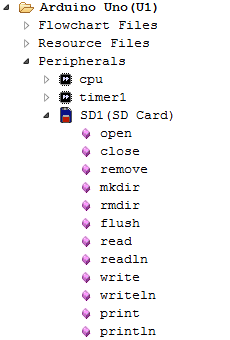 Arduino Uno(U1)
Flowchart Files
Resource Files
Peripherals
cpu
timer1
SD1(SD Card)
open
close
remove
mkdir
rmdir
flush
read
readln
write
writeln
print
println